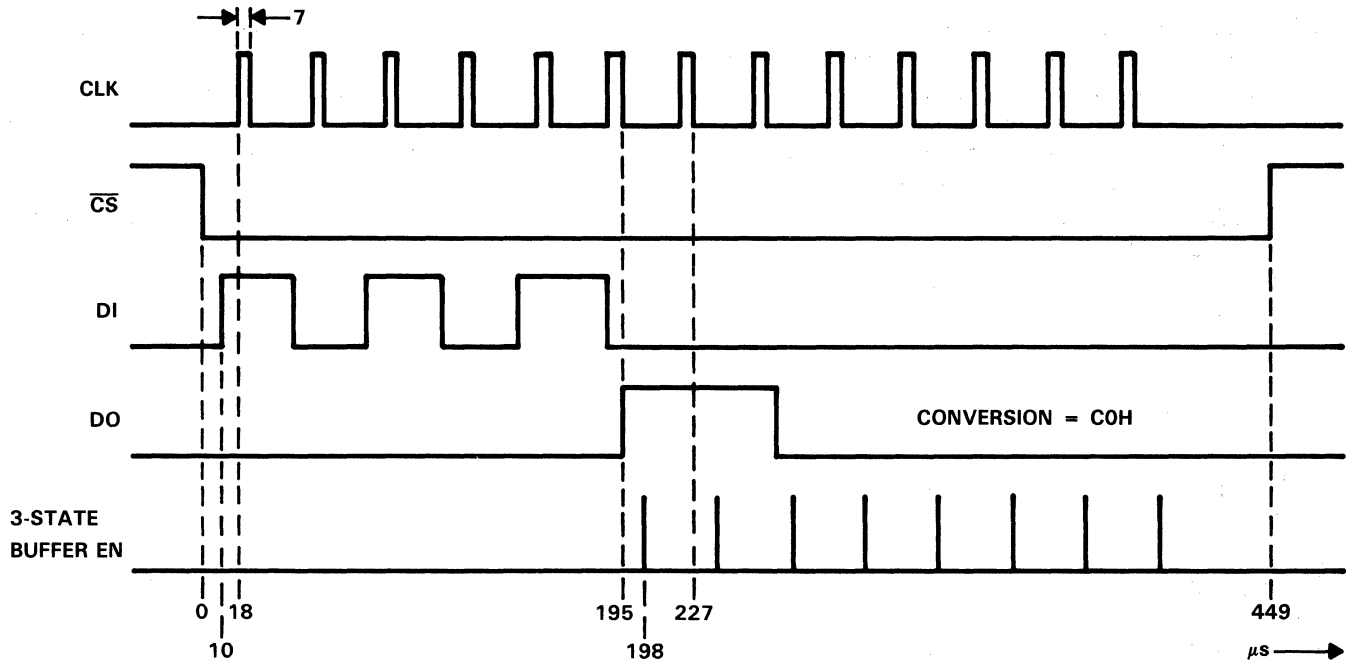 7
CLK
CS
DI
DO
CONVERSION = C0H
3-STATE
BUFFER EN
0 18 195 227 449
10 198 μs